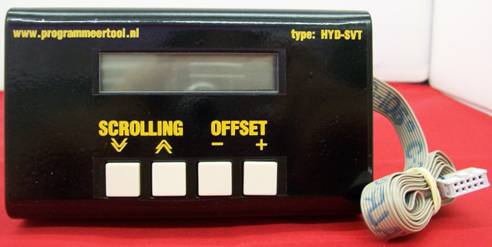 www.programmeertool.nl type: HYD-SVT
SCROLLING OFFSET
- +